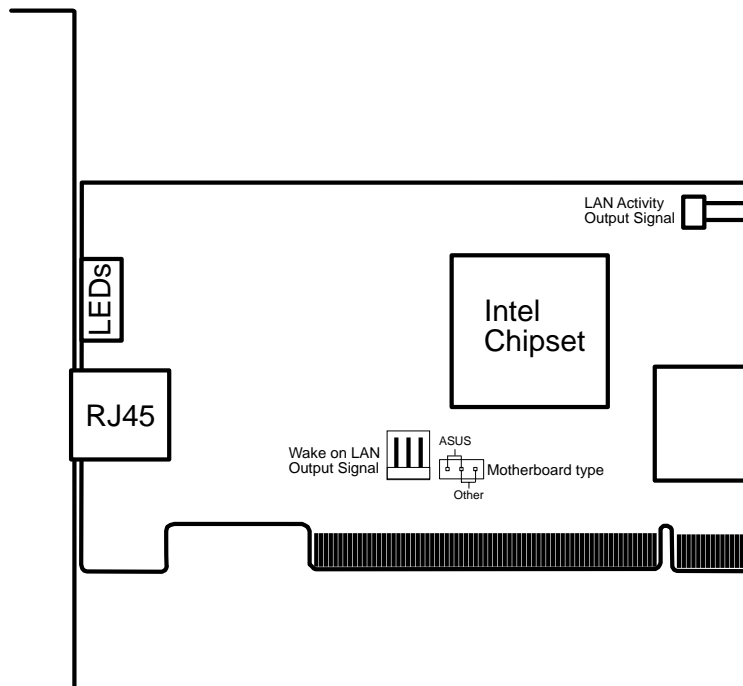 LAN Activity
Output Signal
LEDs
Intel
Chipset
RJ45
Wake on LAN
Output Signal
ASUS
Motherboard type
Other